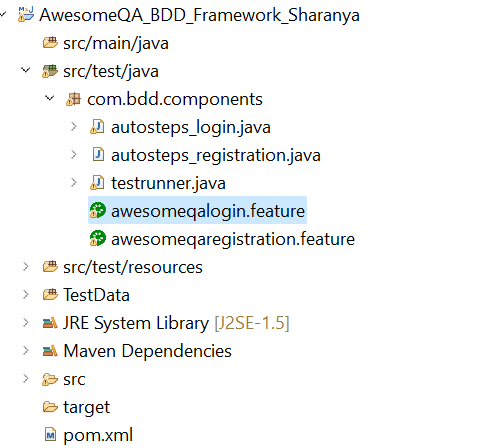 AwesomeQA_BDD_Framework_Sharanya
src/main/java
src/test/java
com.bdd.components
autosteps_login.java
autosteps_registration.java
testrunner.java
awesomeqalogin.feature
awesomeqaregistration.feature
src/test/resources
TestData
JRE System Library [J2SE-1.5]
Maven Dependencies
src
target
pom.xml